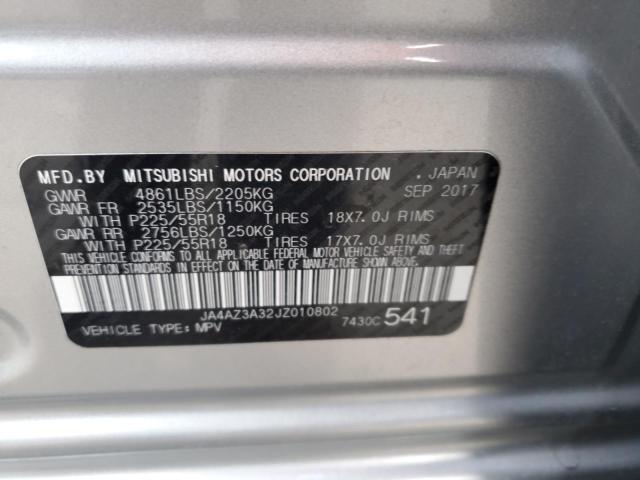 MFD.BY MITSUBISHI MOTORS CORPORATION . JAPAN
GVWR 4861LBS/2205KG SEP 2017
GAWR FR 2535LBS/1150KG
WITH P225/55R18 TIRES 18X7.0J RIMS
GAWR RR 2756LBS/1250KG
WITH P225/55R18 TIRES 17X7.0J RIMS
THIS VEHICLE CONFORMS TO ALL APPLICABLE FEDERAL MOTOR VEHICLE SAFETY, BUMPER AND THEFT
PREVENTION STANDARDS IN EFFECT ON THE DATE OF MANUFACTURE SHOWN ABOVE.
JA4AZ3A32JZ010802 7430C 541
VEHICLE TYPE: MPV